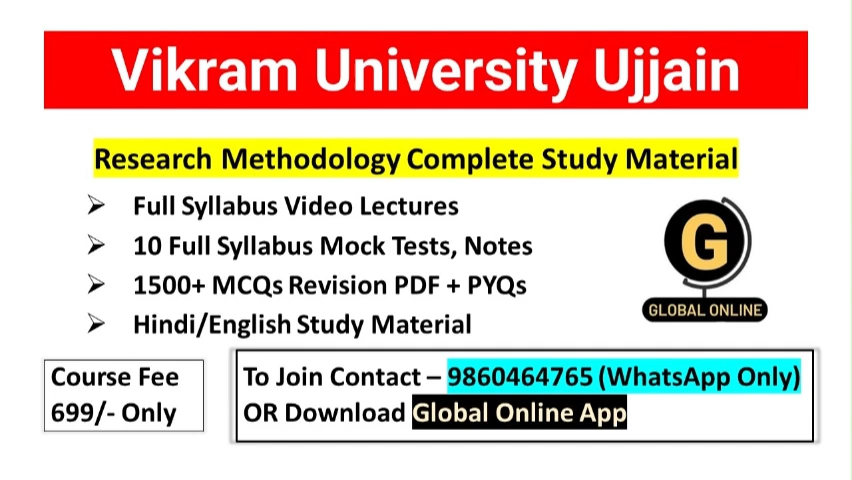 Vikram University Ujjain
Research Methodology Complete Study Material
➢ Full Syllabus Video Lectures
➢ 10 Full Syllabus Mock Tests, Notes
➢ 1500+ MCQs Revision PDF + PYQs
➢ Hindi/English Study Material
G
GLOBAL ONLINE
Course Fee
699/- Only
To Join Contact – 9860464765 (WhatsApp Only)
OR Download Global Online App